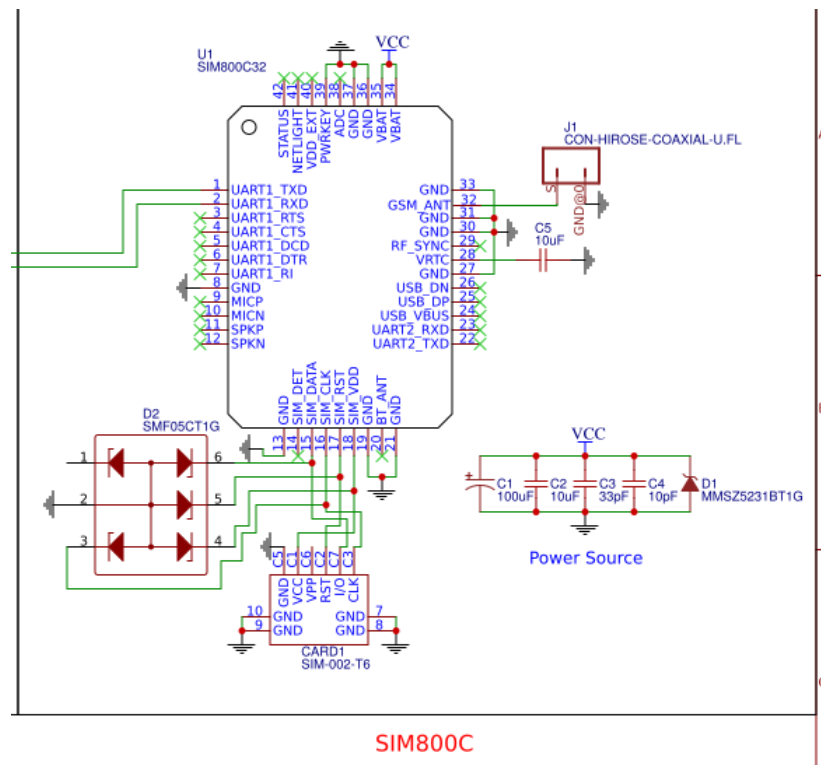 U1
SIM800C32
VCC
42 41 40 39 38 37 36 35 34
STATUS
NETLIGHT
VDD_EXT
PWRKEY
ADC
GND
GND
VBAT
VBAT
1 UART1_TXD
2 UART1_RXD
3 UART1_RTS
4 UART1_CTS
5 UART1_DCD
6 UART1_DTR
7 UART1_RI
8 GND
9 MICP
10 MICN
11 SPKP
12 SPKN
GND 33
GSM_ANT 32
GND 31
GND 30
RF_SYNC 29
VRTC 28
GND 27
USB_DN 26
USB_DP 25
USB_VBUS 24
UART2_RXD 23
UART2_TXD 22
GND
SIM_DET
SIM_DATA
SIM_CLK
SIM_RST
SIM_VDD
GND
BT_ANT
GND
13 14 15 16 17 18 19 20 21
J1
CON-HIROSE-COAXIAL-U.FL
S
GND@0
C5
10uF
D2
SMF05CT1G
1 6
2 5
3 4
C5 C1 C6 C2 C7 C3
GND
VCC
VPP
RST
I/O
CLK
10 GND GND 7
9 GND GND 8
CARD1
SIM-002-T6
VCC
+
C1
100uF
C2
10uF
C3
33pF
C4
10pF
D1
MMSZ5231BT1G
Power Source
SIM800C